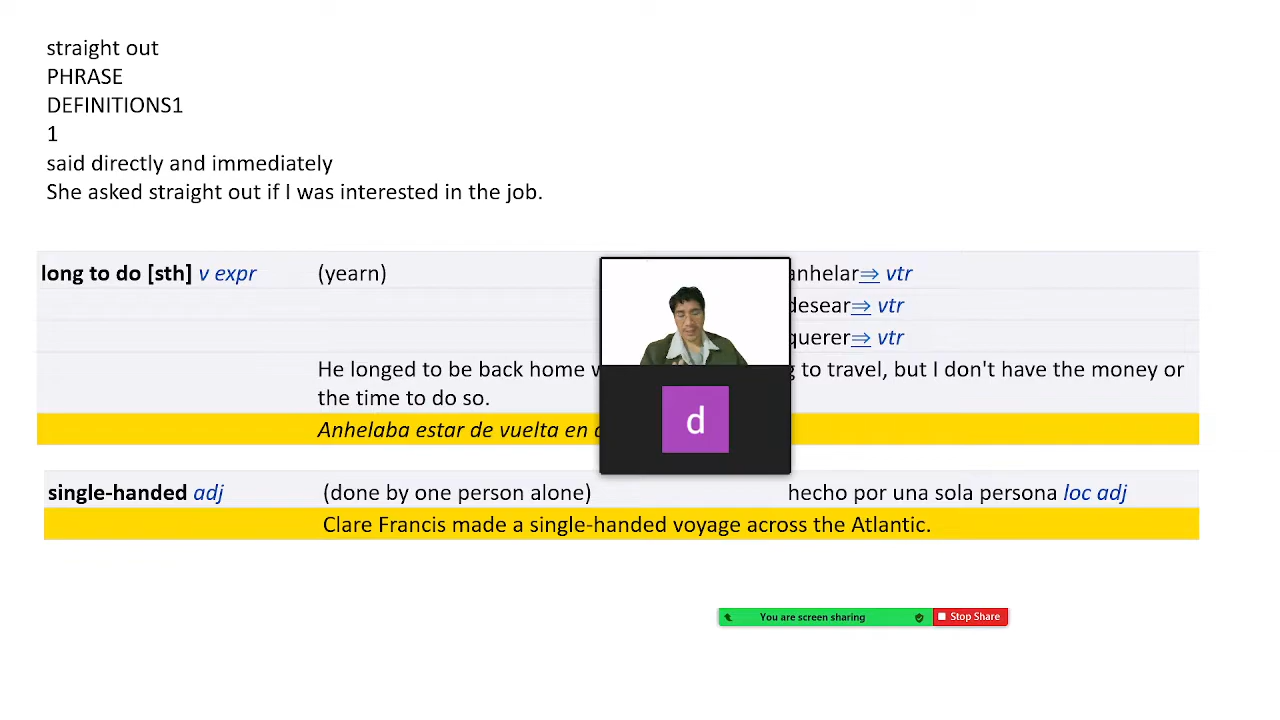 straight out
PHRASE
DEFINITIONS1
1
said directly and immediately
She asked straight out if I was interested in the job.
long to do [sth] v expr (yearn) anhelar⇒ vtr
desear⇒ vtr
querer⇒ vtr
He longed to be back home to travel, but I don't have the money or
the time to do so.
Anhelaba estar de vuelta en
d
single-handed adj (done by one person alone) hecho por una sola persona loc adj
Clare Francis made a single-handed voyage across the Atlantic.
You are screen sharing Stop Share